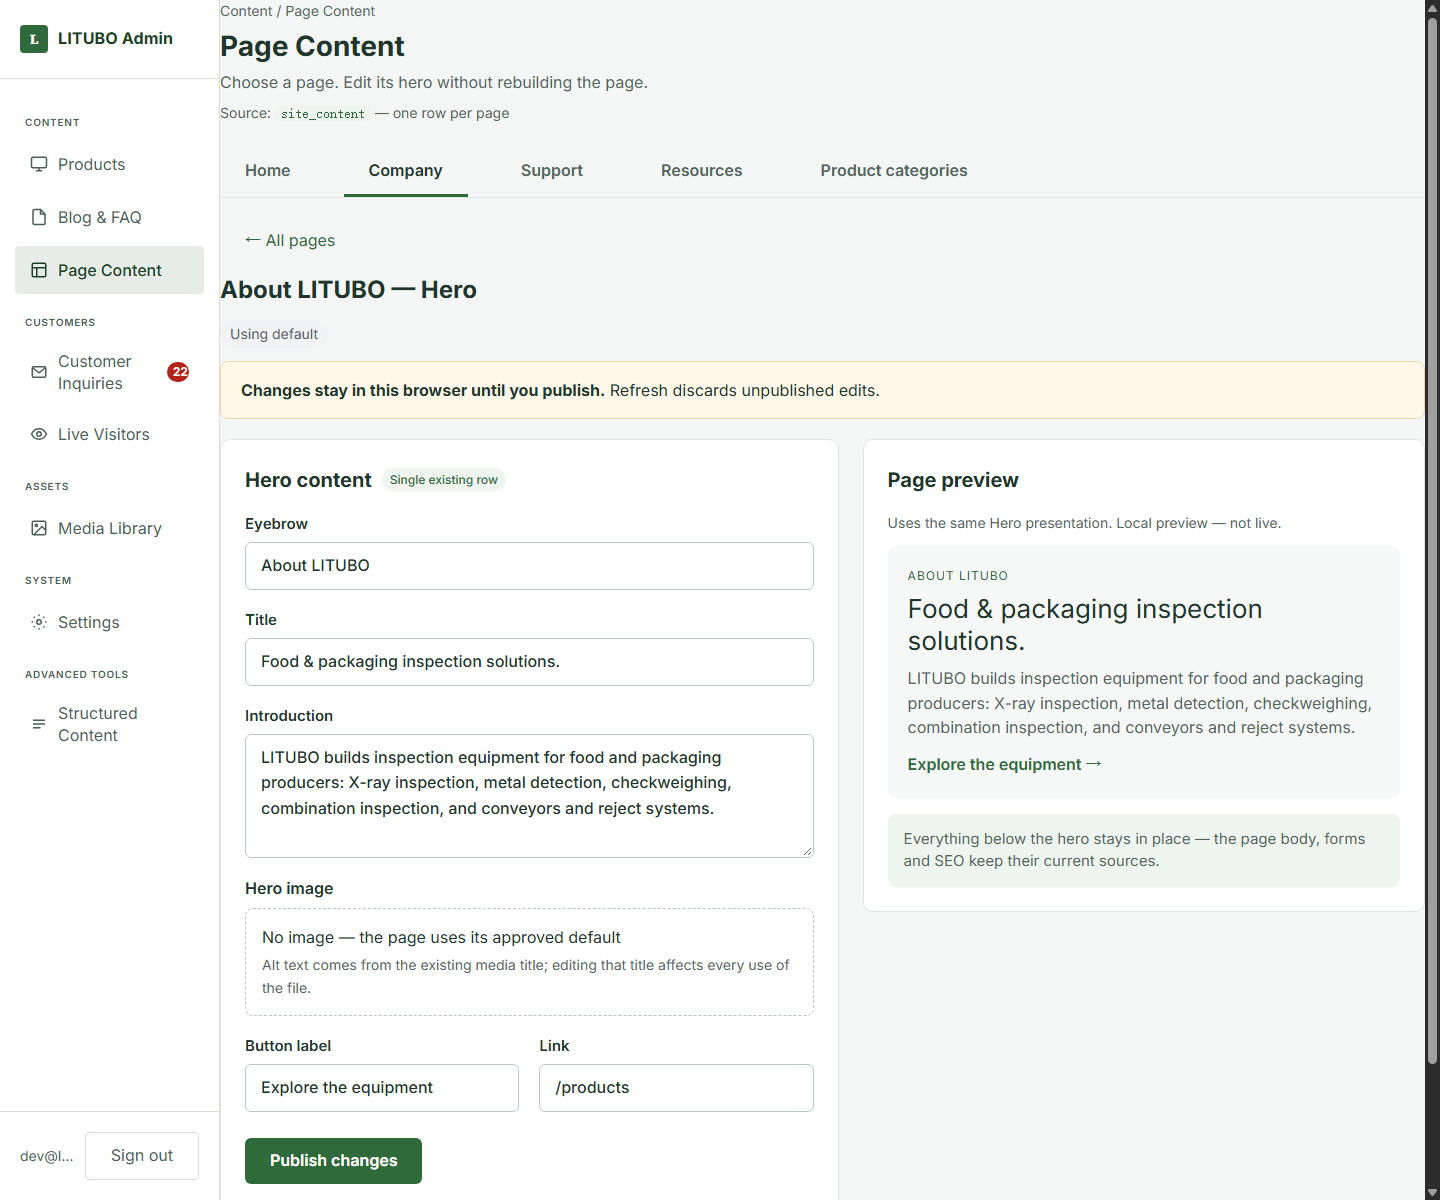 L LITUBO Admin
CONTENT
Products
Blog & FAQ
Page Content
CUSTOMERS
Customer
Inquiries
22
Live Visitors
ASSETS
Media Library
SYSTEM
Settings
ADVANCED TOOLS
Structured
Content
dev@l...
Sign out
Content / Page Content
Page Content
Choose a page. Edit its hero without rebuilding the page.
Source: site_content — one row per page
Home Company Support Resources Product categories
← All pages
About LITUBO — Hero
Using default
Changes stay in this browser until you publish. Refresh discards unpublished edits.
Hero content Single existing row
Eyebrow
About LITUBO
Title
Food & packaging inspection solutions.
Introduction
LITUBO builds inspection equipment for food and packaging
producers: X-ray inspection, metal detection, checkweighing,
combination inspection, and conveyors and reject systems.
Hero image
No image — the page uses its approved default
Alt text comes from the existing media title; editing that title affects every use of
the file.
Button label
Explore the equipment
Link
/products
Publish changes
Page preview
Uses the same Hero presentation. Local preview — not live.
ABOUT LITUBO
Food & packaging inspection
solutions.
LITUBO builds inspection equipment for food and packaging
producers: X-ray inspection, metal detection, checkweighing,
combination inspection, and conveyors and reject systems.
Explore the equipment →
Everything below the hero stays in place — the page body, forms
and SEO keep their current sources.